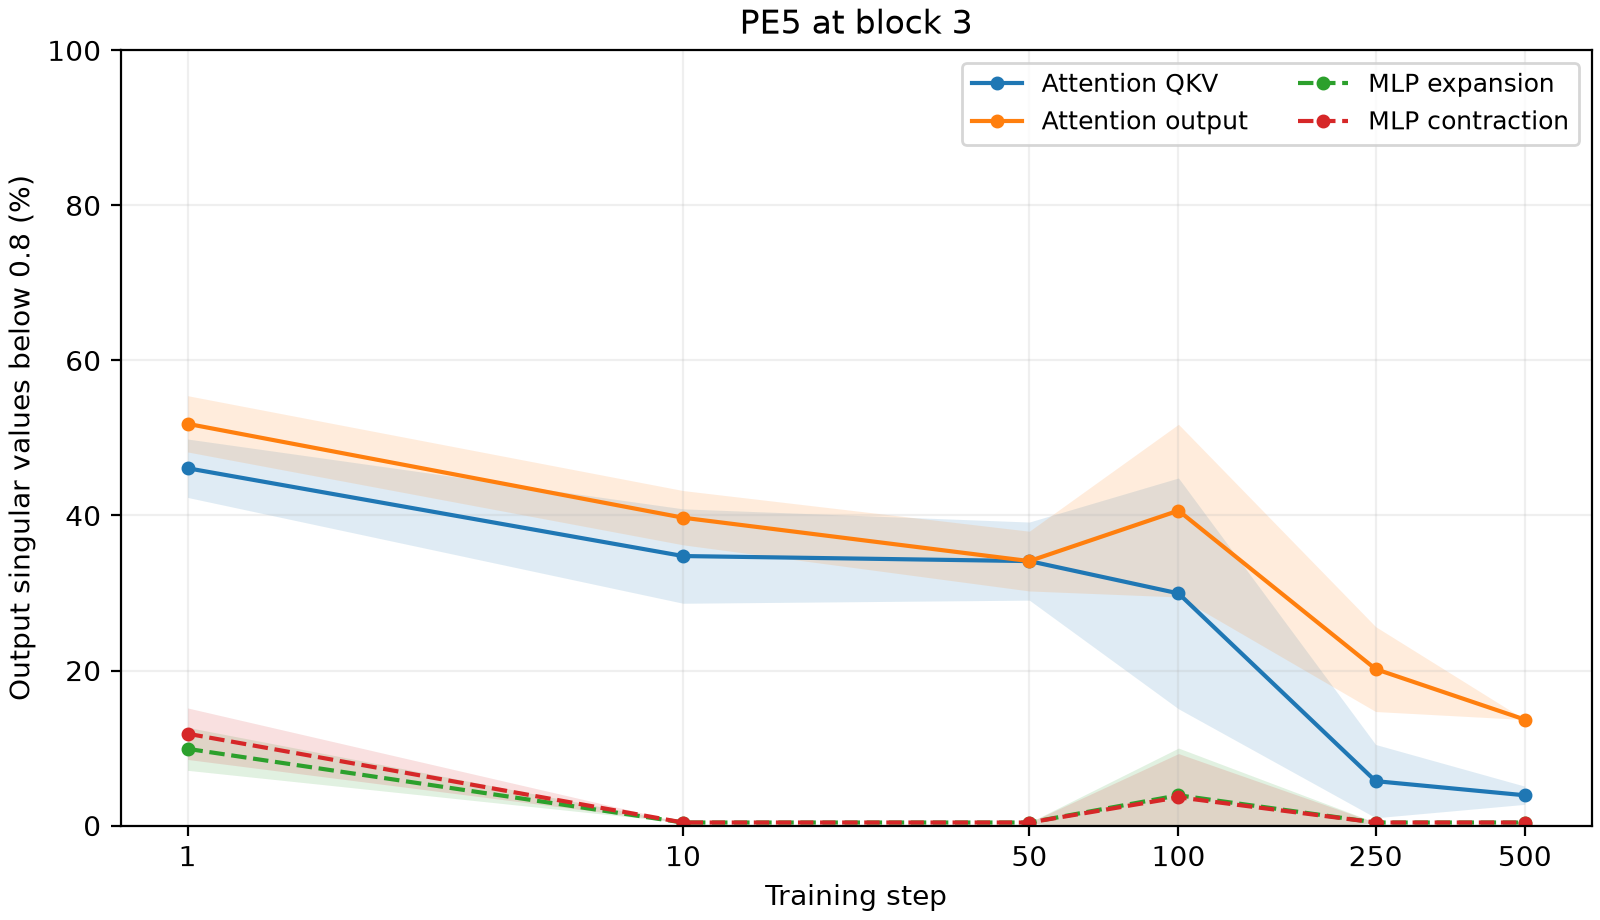 PE5 at block 3
Output singular values below 0.8 (%)
100
80
60
40
20
0
Attention QKV
Attention output
MLP expansion
MLP contraction
1 10 50 100 250 500
Training step